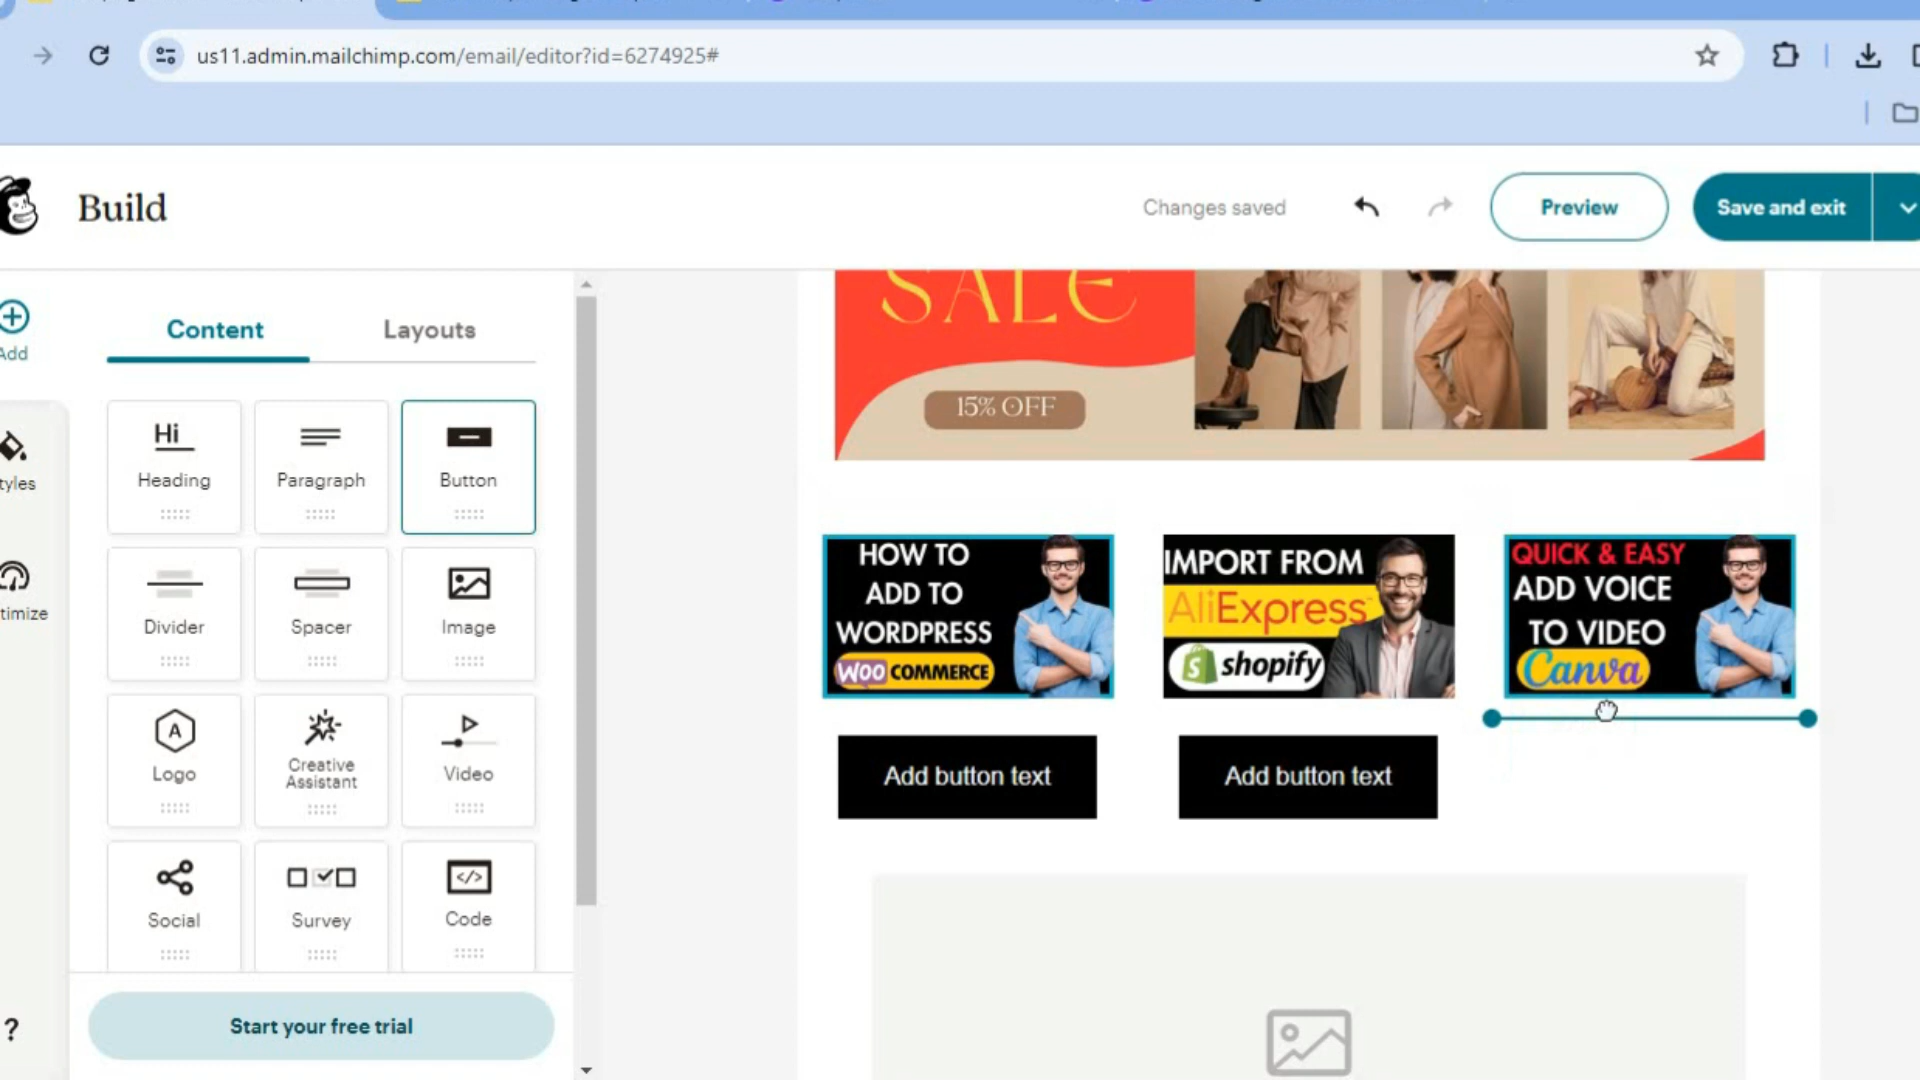 us11.admin.mailchimp.com/email/editor?id=6274925#
Build
Changes saved
Preview
Save and exit
Add
Content
Layouts
SALE
15% OFF
tyles
timize
Hi
Heading
Paragraph
Button
Divider
Spacer
Image
A
Logo
Creative
Assistant
Video
Social
Survey
</>
Code
HOW TO
ADD TO
WORDPRESS
WOO COMMERCE
IMPORT FROM
AliExpress
S shopify
QUICK & EASY
ADD VOICE
TO VIDEO
Canva
Add button text
Add button text
?
Start your free trial